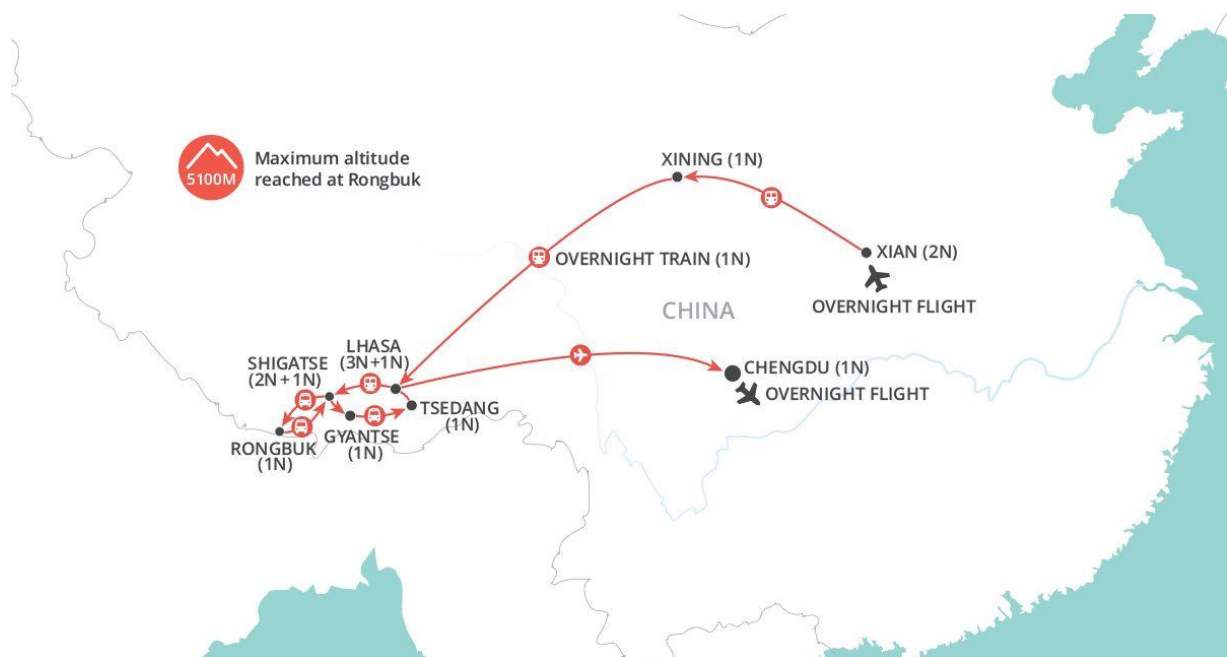 5100M
Maximum altitude
reached at Rongbuk
XINING (1N)
XIAN (2N)
OVERNIGHT FLIGHT
OVERNIGHT TRAIN (1N)
CHINA
LHASA
(3N+1N)
SHIGATSE
(2N + 1N)
CHENGDU (1N)
OVERNIGHT FLIGHT
TSEDANG
(1N)
GYANTSE
(1N)
RONGBUK
(1N)